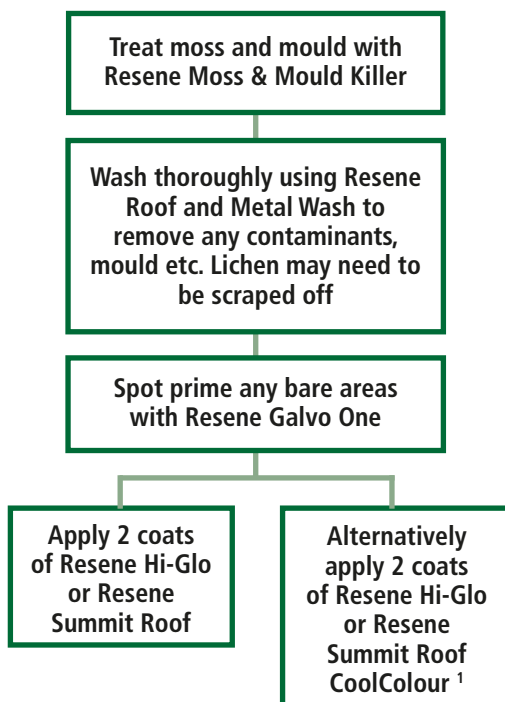 Treat moss and mould with
Resene Moss & Mould Killer
Wash thoroughly using Resene
Roof and Metal Wash to
remove any contaminants,
mould etc. Lichen may need to
be scraped off
Spot prime any bare areas
with Resene Galvo One
Apply 2 coats
of Resene Hi-Glo
or Resene
Summit Roof
Alternatively
apply 2 coats
of Resene Hi-Glo
or Resene
Summit Roof
CoolColour ¹